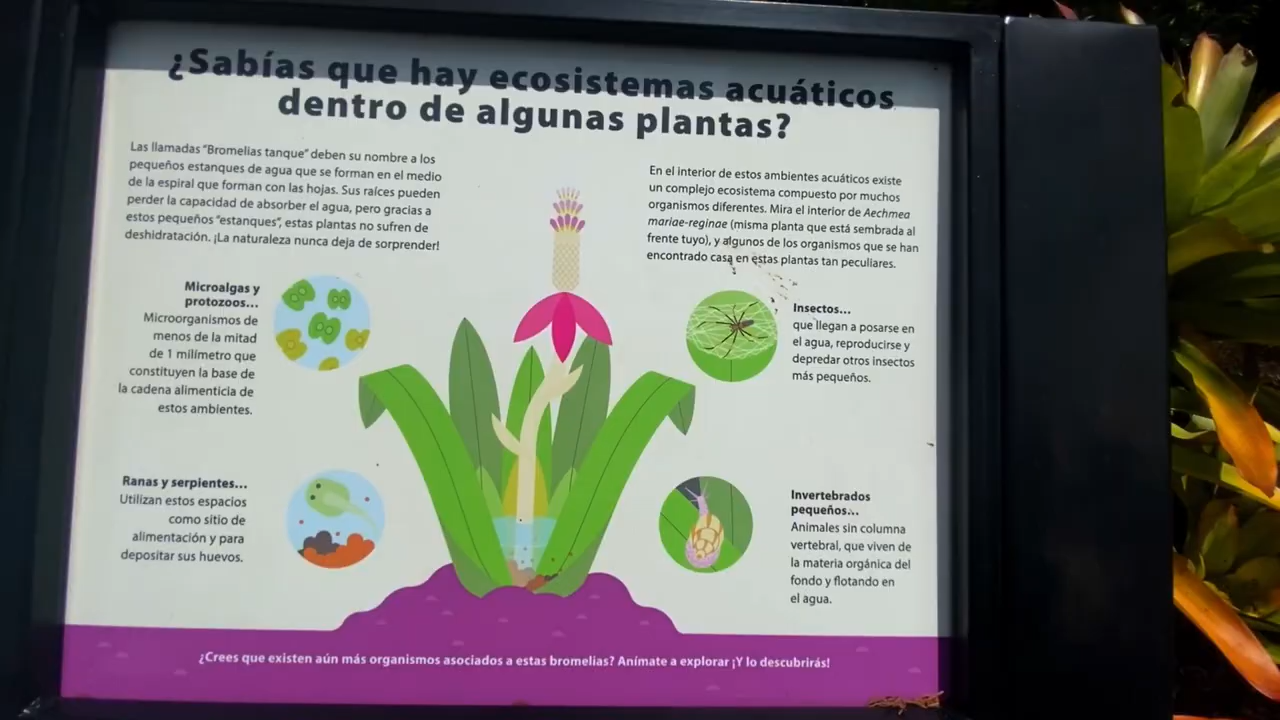 ¿Sabías que hay ecosistemas acuáticos
dentro de algunas plantas?
Las llamadas "Bromelias tanque" deben su nombre a los
pequeños estanques de agua que se forman en el medio
de la espiral que forman con las hojas. Sus raíces pueden
perder la capacidad de absorber el agua, pero gracias a
estos pequeños "estanques", estas plantas no sufren de
deshidratación. ¡La naturaleza nunca deja de sorprender!
En el interior de estos ambientes acuáticos existe
un complejo ecosistema compuesto por muchos
organismos diferentes. Mira el interior de Aechmea
mariae-reginae (misma planta que está sembrada al
frente tuyo), y algunos de los organismos que se han
encontrado casa en estas plantas tan peculiares.
Microalgas y
protozoos...
Microorganismos de
menos de la mitad
de 1 milímetro que
constituyen la base de
la cadena alimenticia de
estos ambientes.
Insectos...
que llegan a posarse en
el agua, reproducirse y
depredar otros insectos
más pequeños.
Ranas y serpientes...
Utilizan estos espacios
como sitio de
alimentación y para
depositar sus huevos.
Invertebrados
pequeños...
Animales sin columna
vertebral, que viven de
la materia orgánica del
fondo y flotando en
el agua.
¿Crees que existen aún más organismos asociados a estas bromelias? Anímate a explorar ¡Y lo descubrirás!